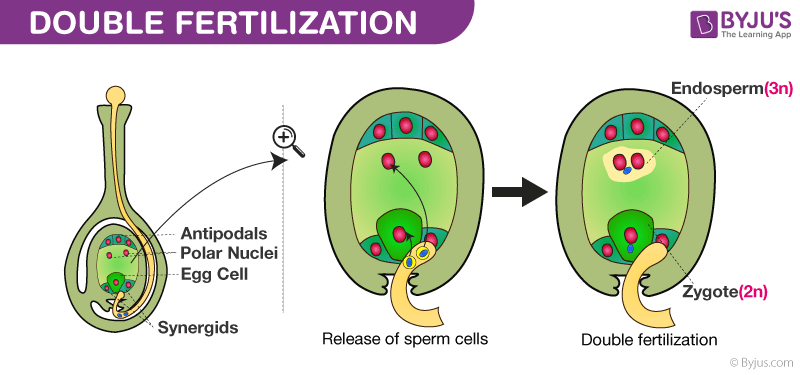 DOUBLE FERTILIZATION
BYJU'S
The Learning App
Endosperm(3n)
Antipodals
Polar Nuclei
Egg Cell
Synergids
Zygote(2n)
Release of sperm cells
Double fertilization
© Byjus.com